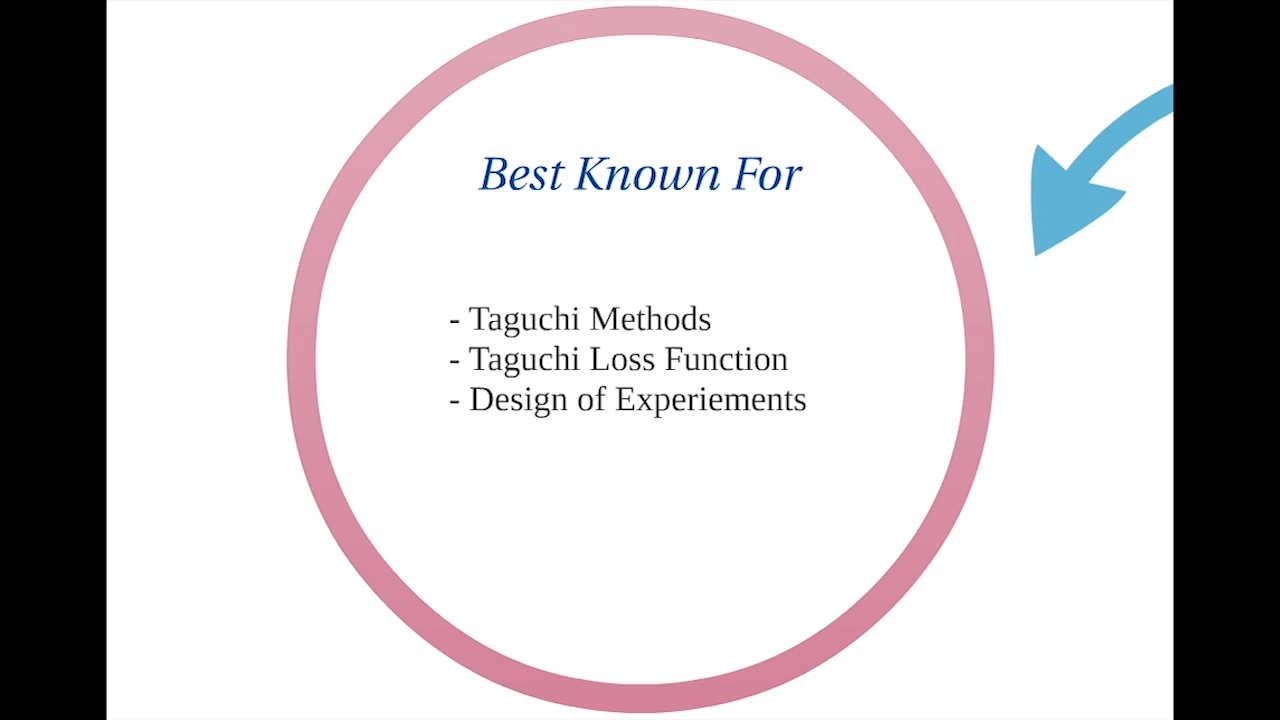 Best Known For
- Taguchi Methods
- Taguchi Loss Function
- Design of Experiements